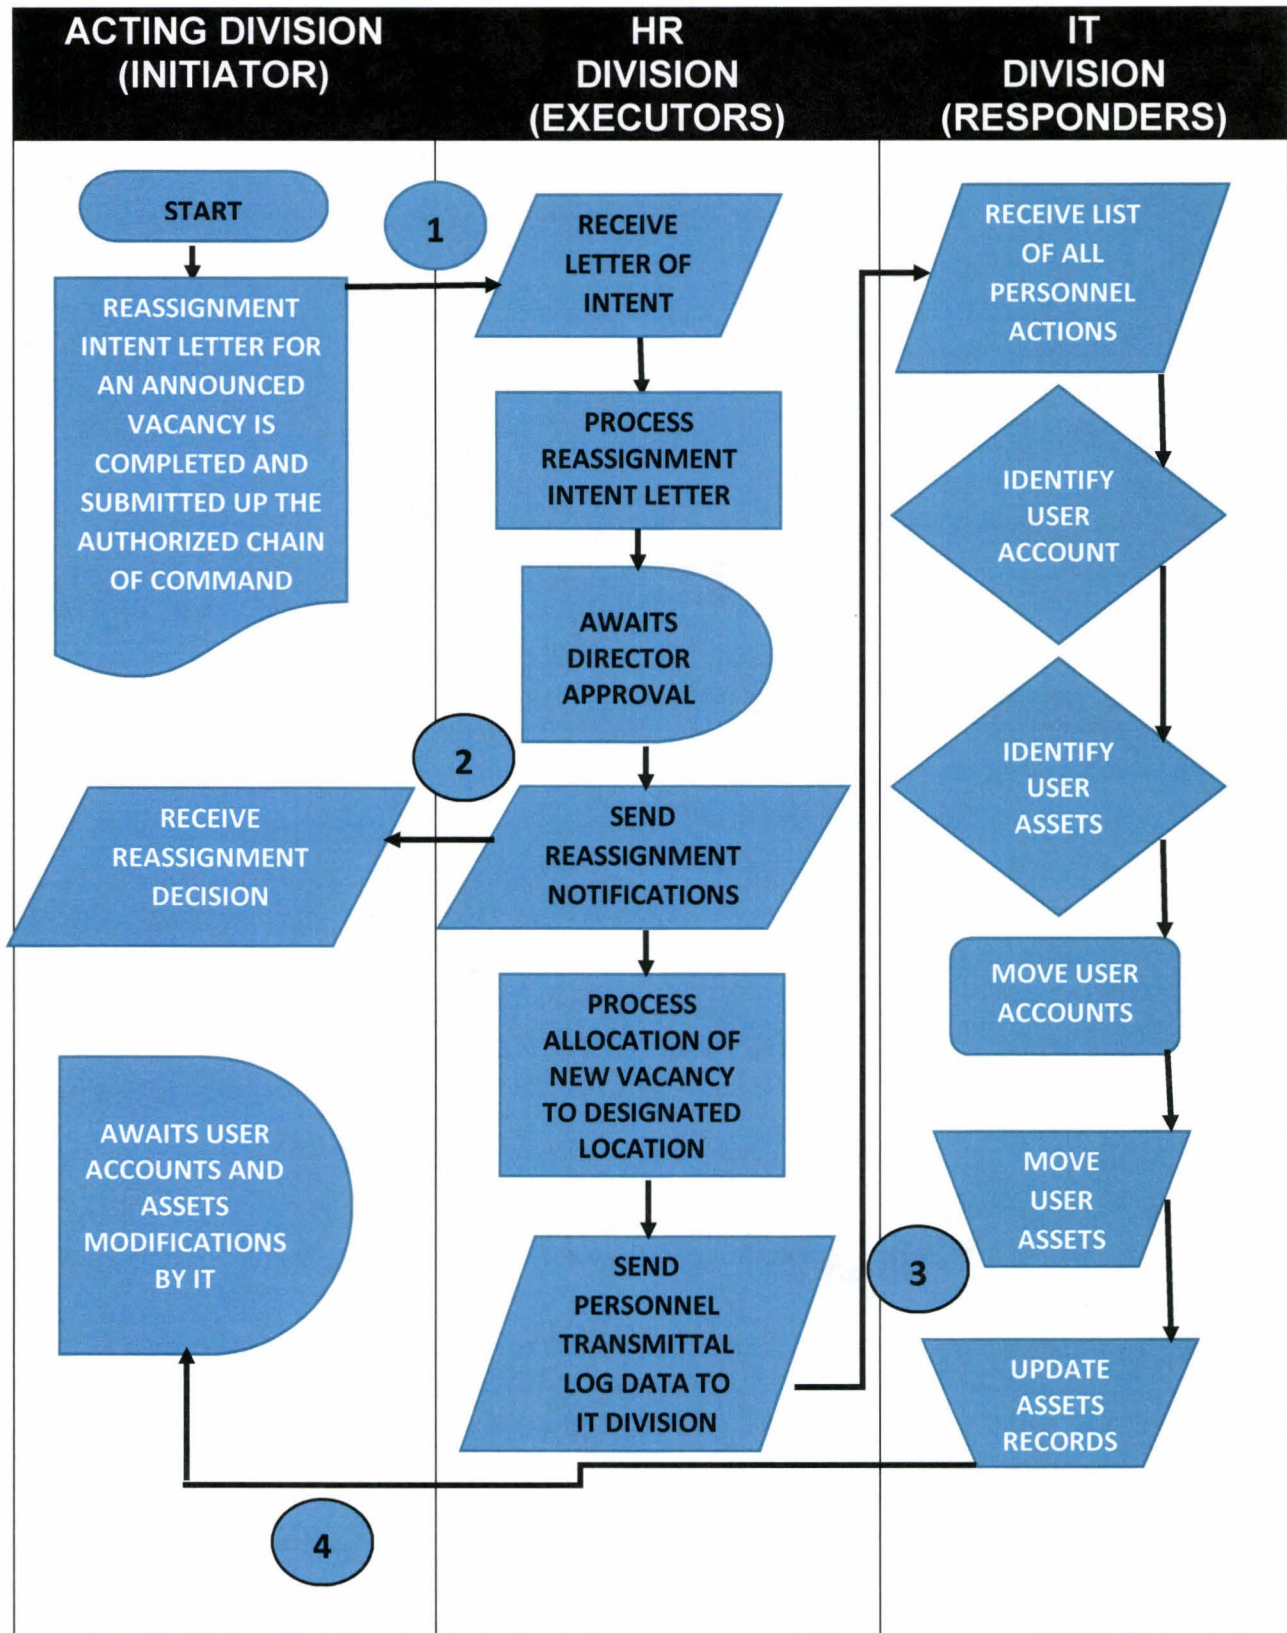 ACTING DIVISION
(INITIATOR)
HR
DIVISION
(EXECUTORS)
IT
DIVISION
(RESPONDERS)
START
REASSIGNMENT
INTENT LETTER FOR
AN ANNOUNCED
VACANCY IS
COMPLETED AND
SUBMITTED UP THE
AUTHORIZED CHAIN
OF COMMAND
1
RECEIVE
LETTER OF
INTENT
PROCESS
REASSIGNMENT
INTENT LETTER
AWAITS
DIRECTOR
APPROVAL
2
SEND
REASSIGNMENT
NOTIFICATIONS
RECEIVE
REASSIGNMENT
DECISION
PROCESS
ALLOCATION OF
NEW VACANCY
TO DESIGNATED
LOCATION
SEND
PERSONNEL
TRANSMITTAL
LOG DATA TO
IT DIVISION
3
RECEIVE LIST
OF ALL
PERSONNEL
ACTIONS
IDENTIFY
USER
ACCOUNT
IDENTIFY
USER
ASSETS
MOVE USER
ACCOUNTS
MOVE
USER
ASSETS
UPDATE
ASSETS
RECORDS
4
AWAITS USER
ACCOUNTS AND
ASSETS
MODIFICATIONS
BY IT